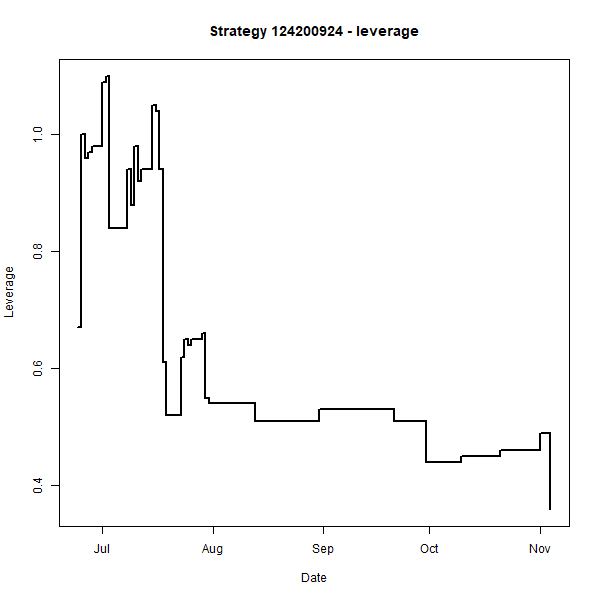 Strategy 124200924 - leverage
Leverage
1.0
0.8
0.6
0.4
Jul Aug Sep Oct Nov
Date